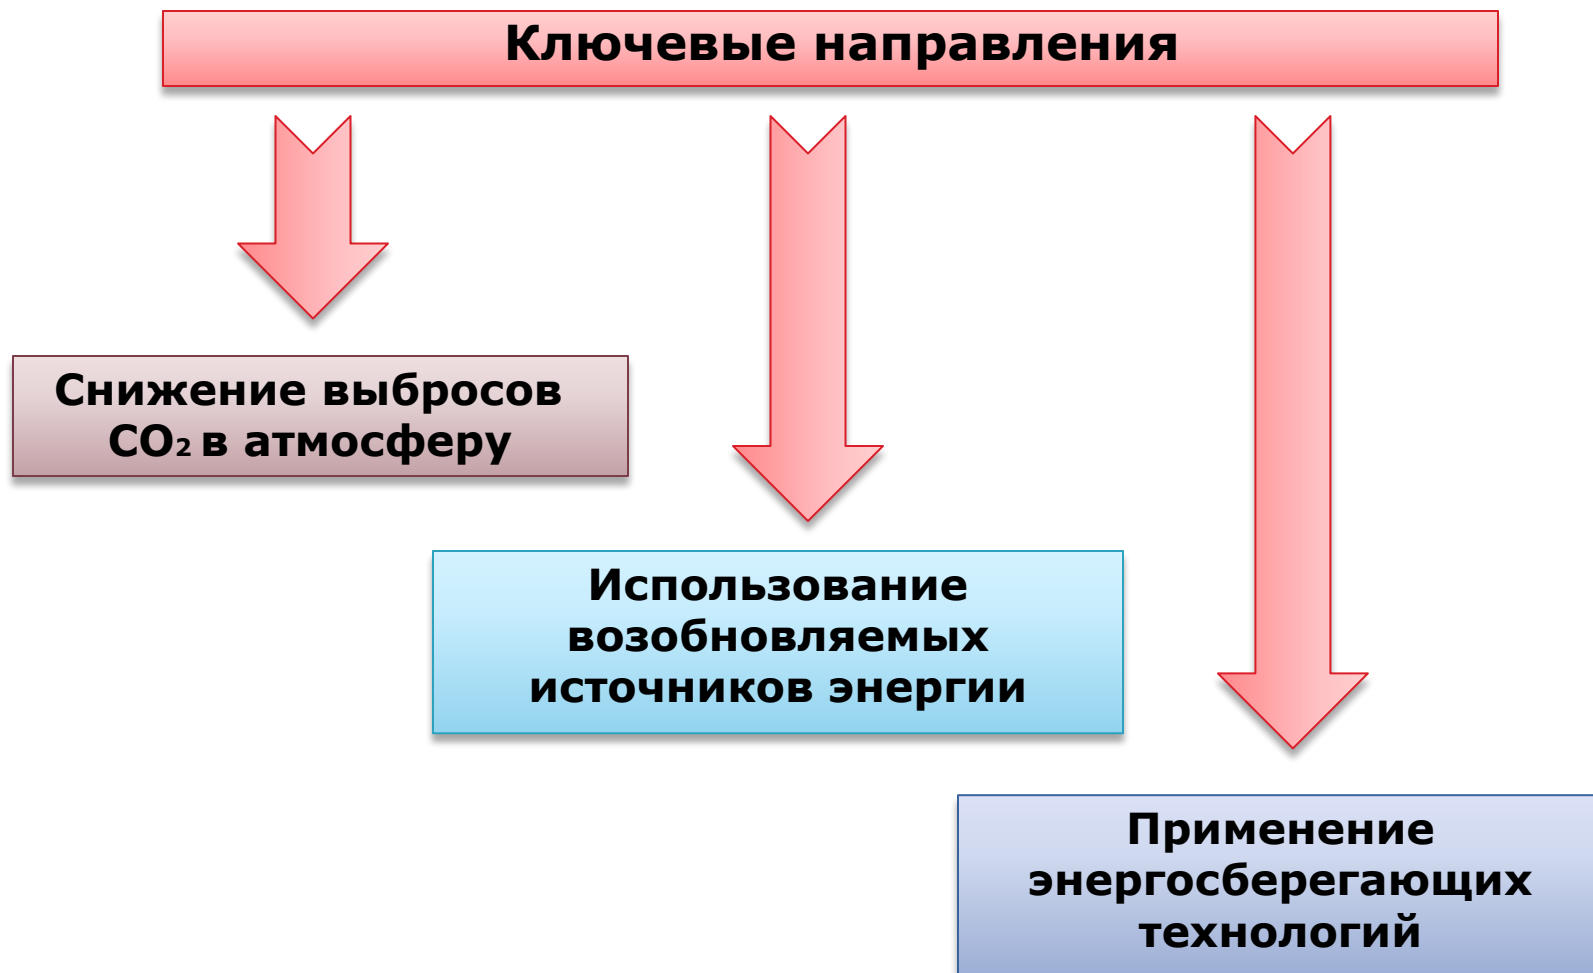 Ключевые направления
Снижение выбросов
CO₂ в атмосферу
Использование
возобновляемых
источников энергии
Применение
энергосберегающих
технологий